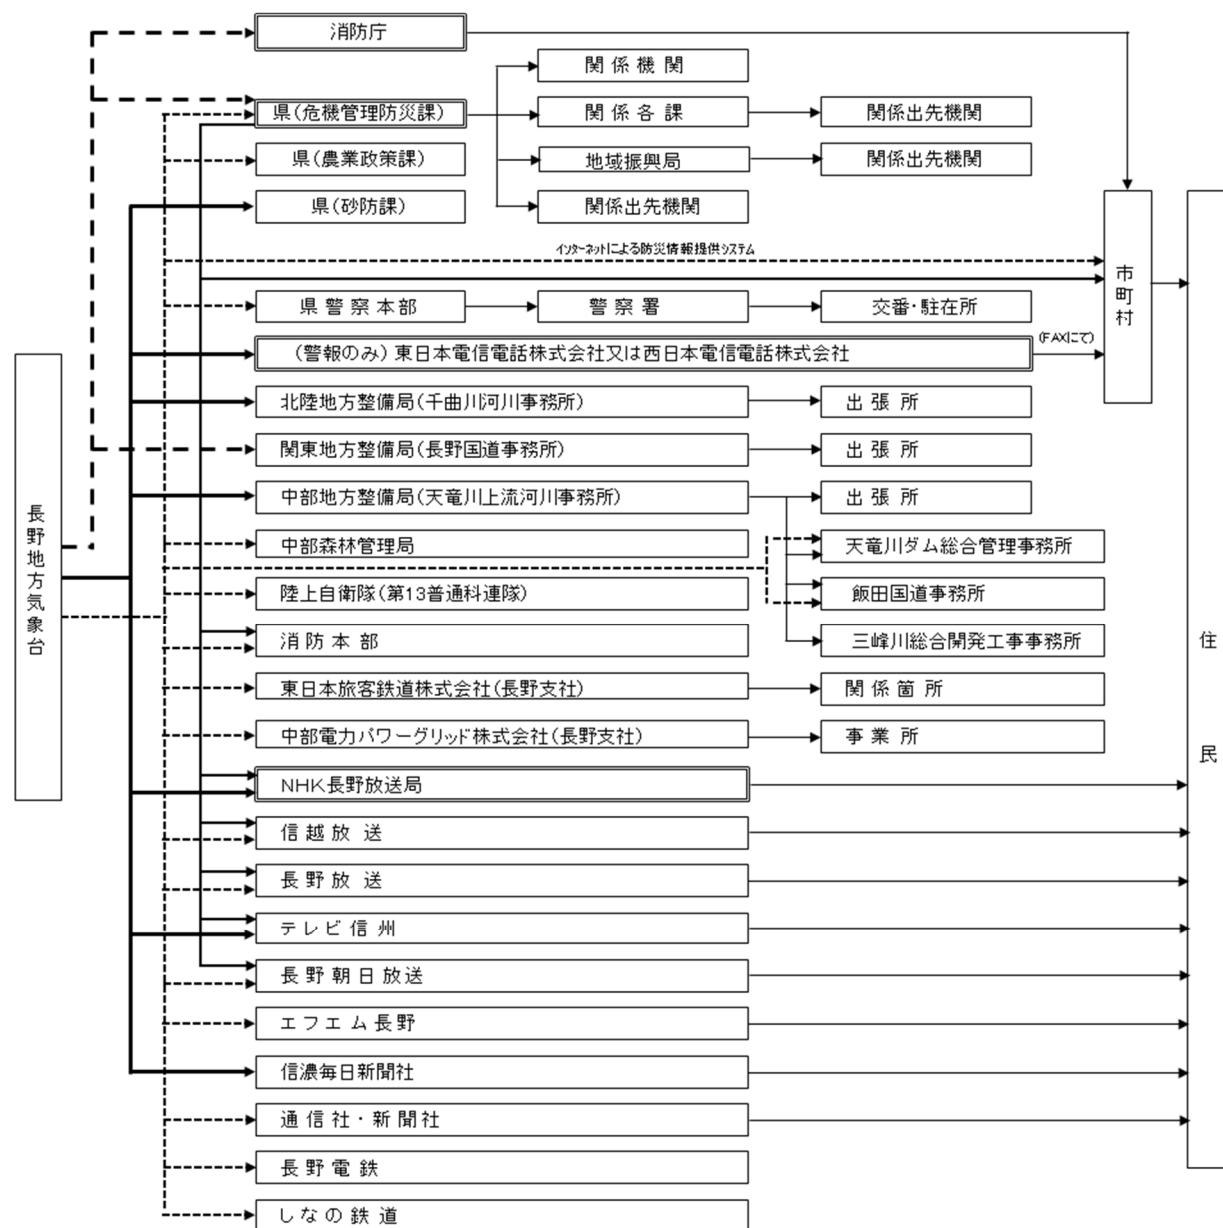 消防庁
関係機関
県(危機管理防災課)
関係各課
関係出先機関
県(農業政策課)
地域振興局
関係出先機関
県(砂防課)
関係出先機関
インターネットによる防災情報提供システム
県警察本部
警察署
交番・駐在所
市町村
(警報のみ)東日本電信電話株式会社又は西日本電信電話株式会社
(FAXにて)
北陸地方整備局(千曲川河川事務所)
出張所
関東地方整備局(長野国道事務所)
出張所
中部地方整備局(天竜川上流河川事務所)
出張所
長野地方気象台
中部森林管理局
天竜川ダム総合管理事務所
陸上自衛隊(第13普通科連隊)
飯田国道事務所
消防本部
三峰川総合開発工事事務所
住民
東日本旅客鉄道株式会社(長野支社)
関係箇所
中部電力パワーグリッド株式会社(長野支社)
事業所
NHK長野放送局
信越放送
長野放送
テレビ信州
長野朝日放送
エフエム長野
信濃毎日新聞社
通信社・新聞社
長野電鉄
しなの鉄道